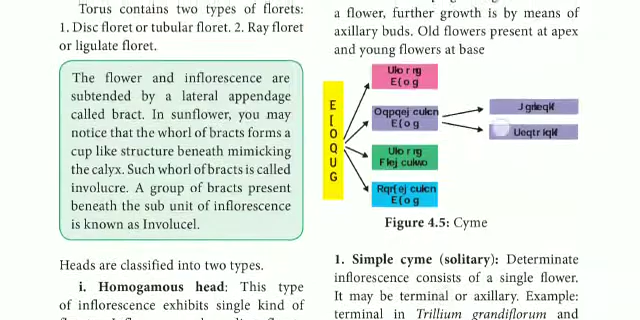 Torus contains two types of florets:
1. Disc floret or tubular floret. 2. Ray floret
or ligulate floret.
The flower and inflorescence are
subtended by a lateral appendage
called bract. In sunflower, you may
notice that the whorl of bracts forms a
cup like structure beneath mimicking
the calyx. Such whorl of bracts is called
involucre. A group of bracts present
beneath the sub unit of inflorescence
is known as Involucel.
Heads are classified into two types.
i. Homogamous head: This type
of inflorescence exhibits single kind of
a flower, further growth is by means of
axillary buds. Old flowers present at apex
and young flowers at base
E
[
O
Q
U
G
E{o g
E{o g
E{o g
Figure 4.5: Cyme
1. Simple cyme (solitary): Determinate
inflorescence consists of a single flower.
It may be terminal or axillary. Example:
terminal in Trillium grandiflorum and